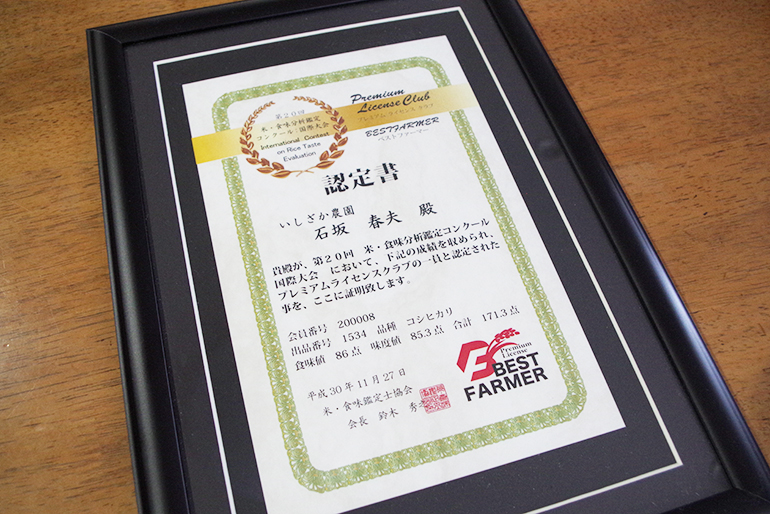 第20回
米・食味分析鑑定
コンクール：国際大会
International Contest
on Rice Taste
Evaluation
Premium
License Club
プレミアム ライセンス クラブ
BESTFARMER
ベストファーマー
認定書
いしざか農園
石坂 春夫 殿
貴殿が、第20回 米・食味分析鑑定コンクール
国際大会 において、下記の成績を収められ、
プレミアムライセンスクラブの一員と認定された
事を、ここに証明致します。
会員番号 200008
出品番号 1534 品種 コシヒカリ
食味値 86点 味度値 85.3点 合計 171.3点
平成30年11月27日
米・食味鑑定士協会
会長 鈴木 秀
Premium
License
BEST
FARMER